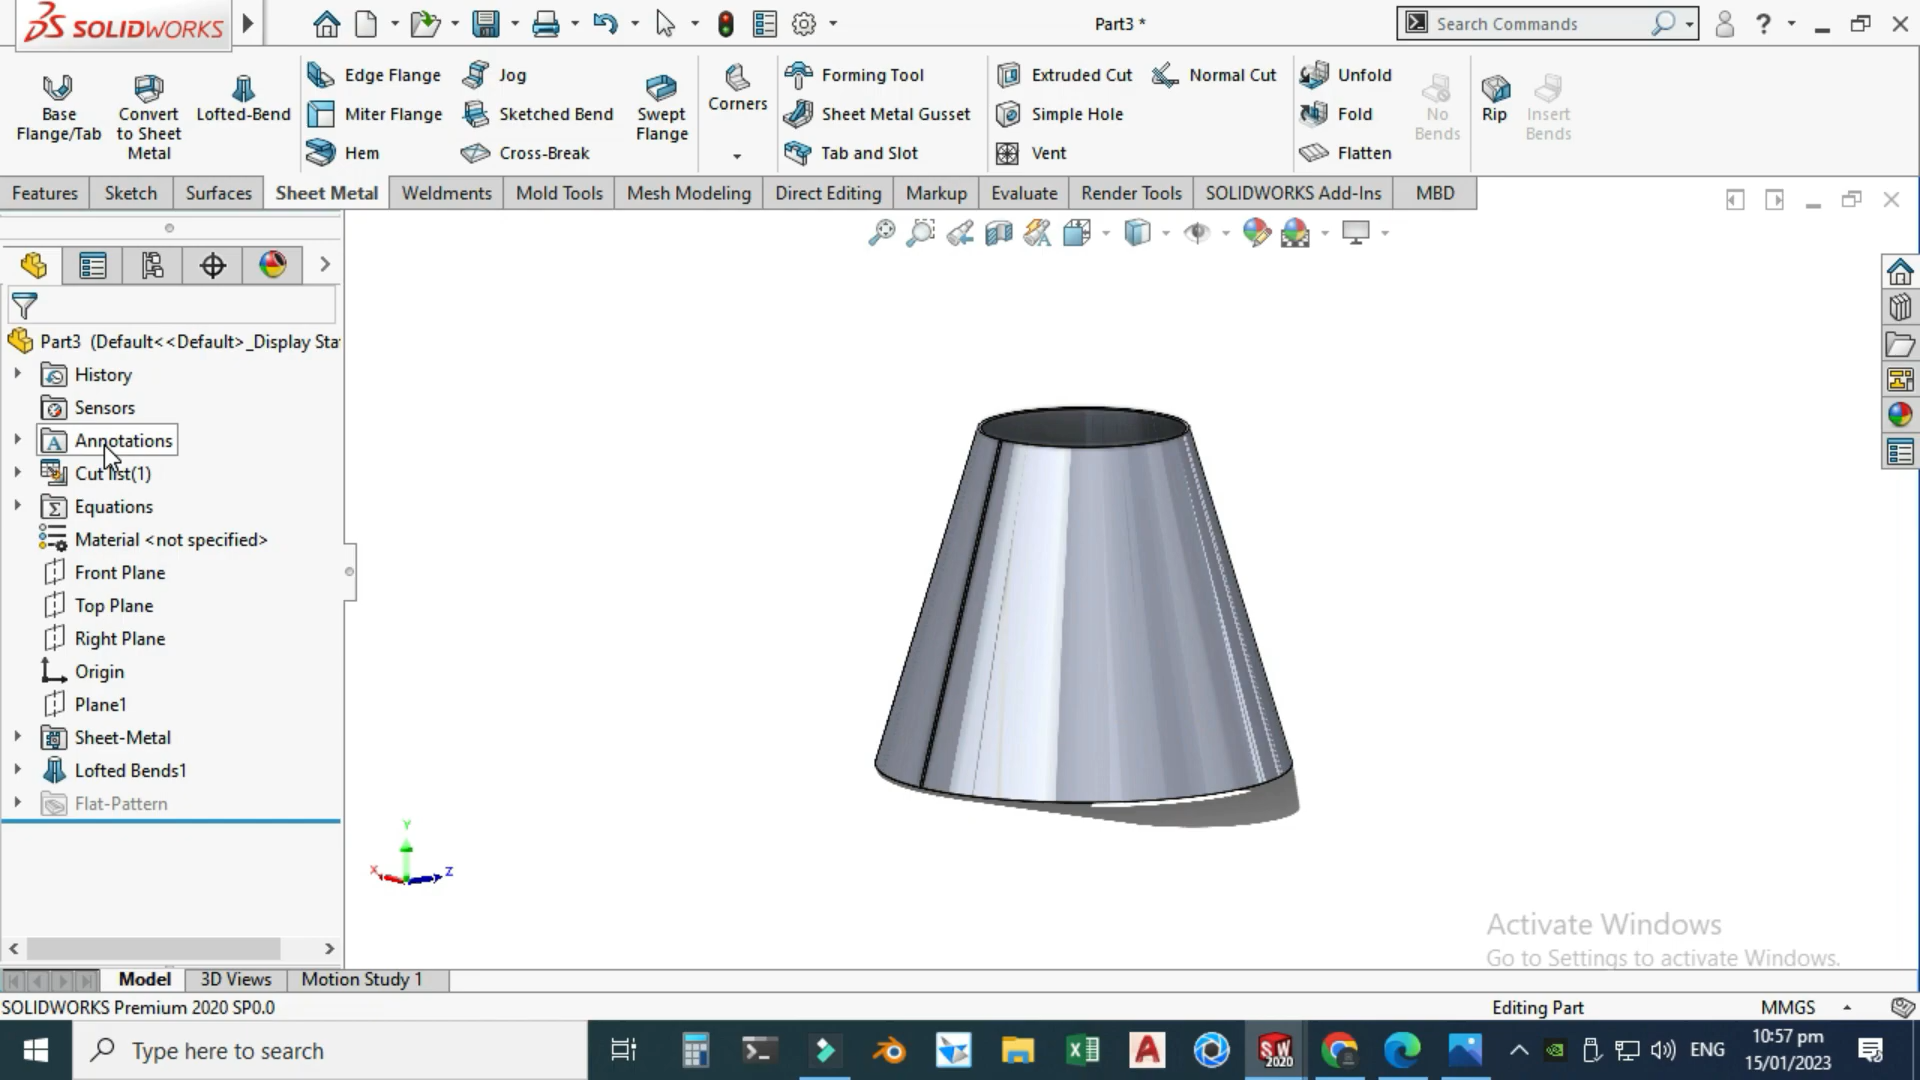 SOLIDWORKS
Part3 *
Search Commands
Base Flange/Tab
Convert to Sheet Metal
Lofted-Bend
Edge Flange
Miter Flange
Hem
Jog
Sketched Bend
Cross-Break
Swept Flange
Corners
Forming Tool
Sheet Metal Gusset
Tab and Slot
Extruded Cut
Simple Hole
Vent
Normal Cut
Unfold
Fold
Flatten
No Bends
Rip
Insert Bends
Features Sketch Surfaces Sheet Metal Weldments Mold Tools Mesh Modeling Direct Editing Markup Evaluate Render Tools SOLIDWORKS Add-Ins MBD
Part3 (Default<<Default>_Display Sta
History
Sensors
Annotations
Cut list(1)
Equations
Material <not specified>
Front Plane
Top Plane
Right Plane
Origin
Plane1
Sheet-Metal
Lofted Bends1
Flat-Pattern
Y
X
Z
Activate Windows
Go to Settings to activate Windows.
Model 3D Views Motion Study 1
SOLIDWORKS Premium 2020 SP0.0
Editing Part
MMGS
Type here to search
SW
2020
ENG
10:57 pm
15/01/2023